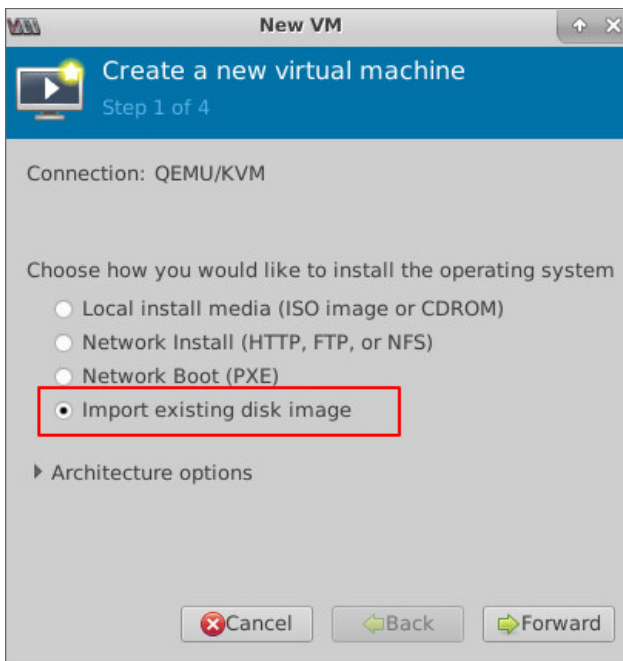 New VM
Create a new virtual machine
Step 1 of 4
Connection: QEMU/KVM
Choose how you would like to install the operating system
Local install media (ISO image or CDROM)
Network Install (HTTP, FTP, or NFS)
Network Boot (PXE)
Import existing disk image
Architecture options
Cancel Back Forward